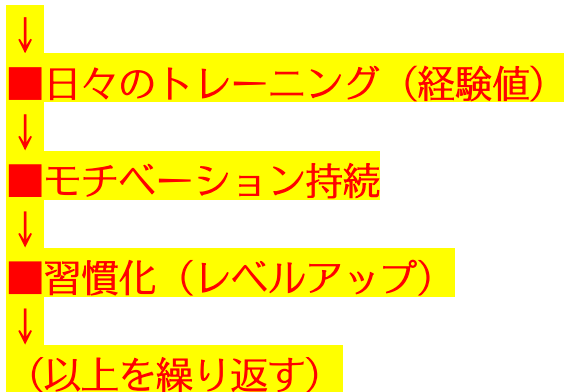 ↓
■日々のトレーニング（経験値）
↓
■モチベーション持続
↓
■習慣化（レベルアップ）
↓
（以上を繰り返す）